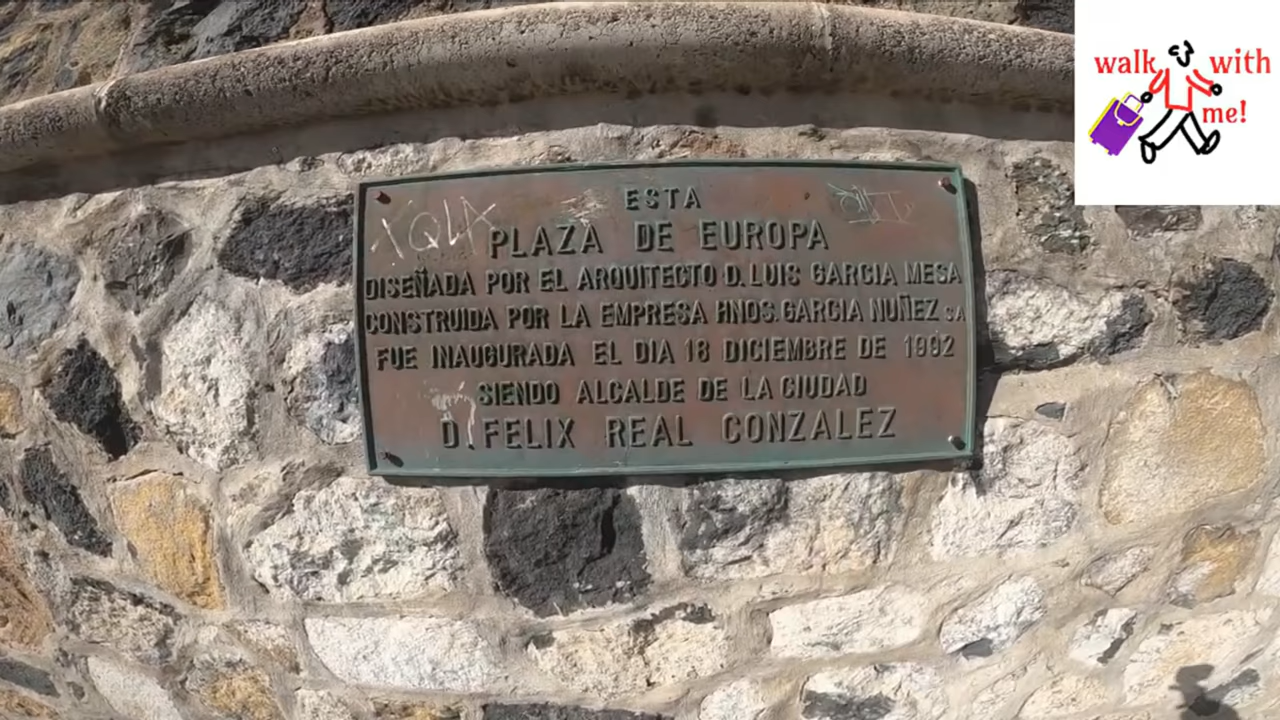 ESTA
PLAZA DE EUROPA
DISEÑADA POR EL ARQUITECTO D. LUIS GARCIA MESA
CONSTRUIDA POR LA EMPRESA HNOS. GARCIA NUÑEZ SA
FUE INAUGURADA EL DIA 18 DICIEMBRE DE 1992
SIENDO ALCALDE DE LA CIUDAD
D. FELIX REAL GONZALEZ
walk with
me!